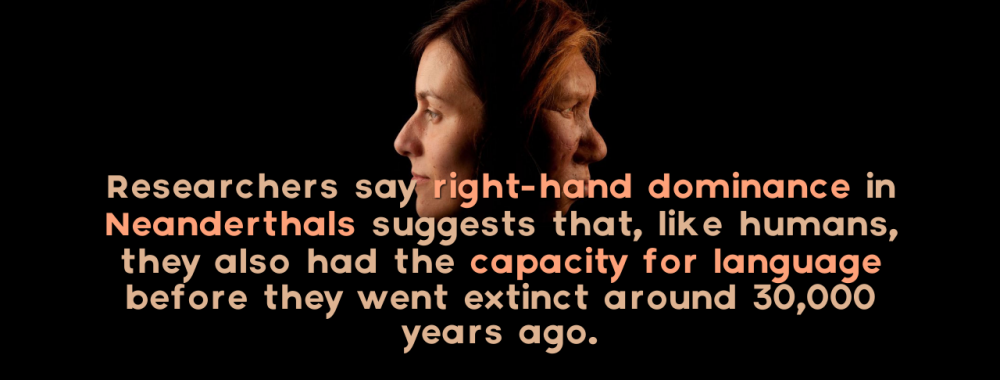 Researchers say right-hand dominance in
Neanderthals suggests that, like humans,
they also had the capacity for language
before they went extinct around 30,000
years ago.